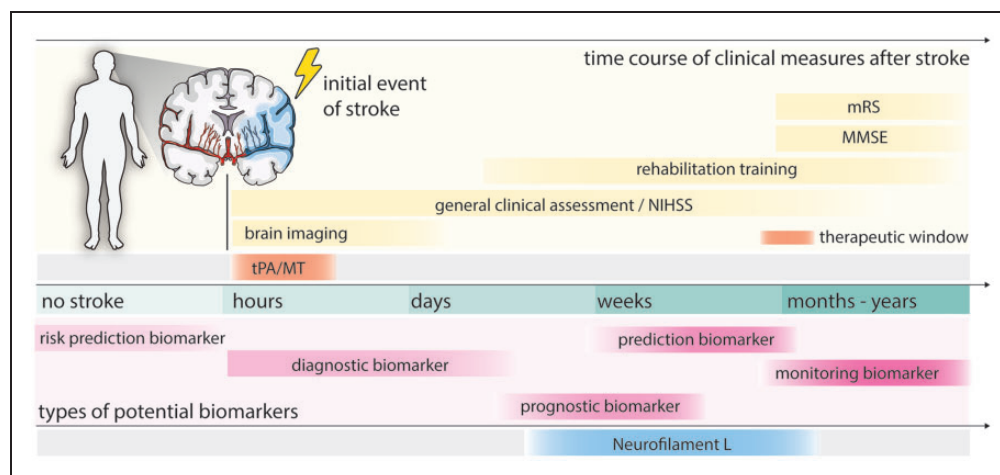 time course of clinical measures after stroke
initial event
of stroke
mRS
MMSE
rehabilitation training
general clinical assessment / NIHSS
brain imaging
therapeutic window
tPA/MT
no stroke
hours
days
weeks
months - years
risk prediction biomarker
prediction biomarker
diagnostic biomarker
monitoring biomarker
prognostic biomarker
types of potential biomarkers
Neurofilament L